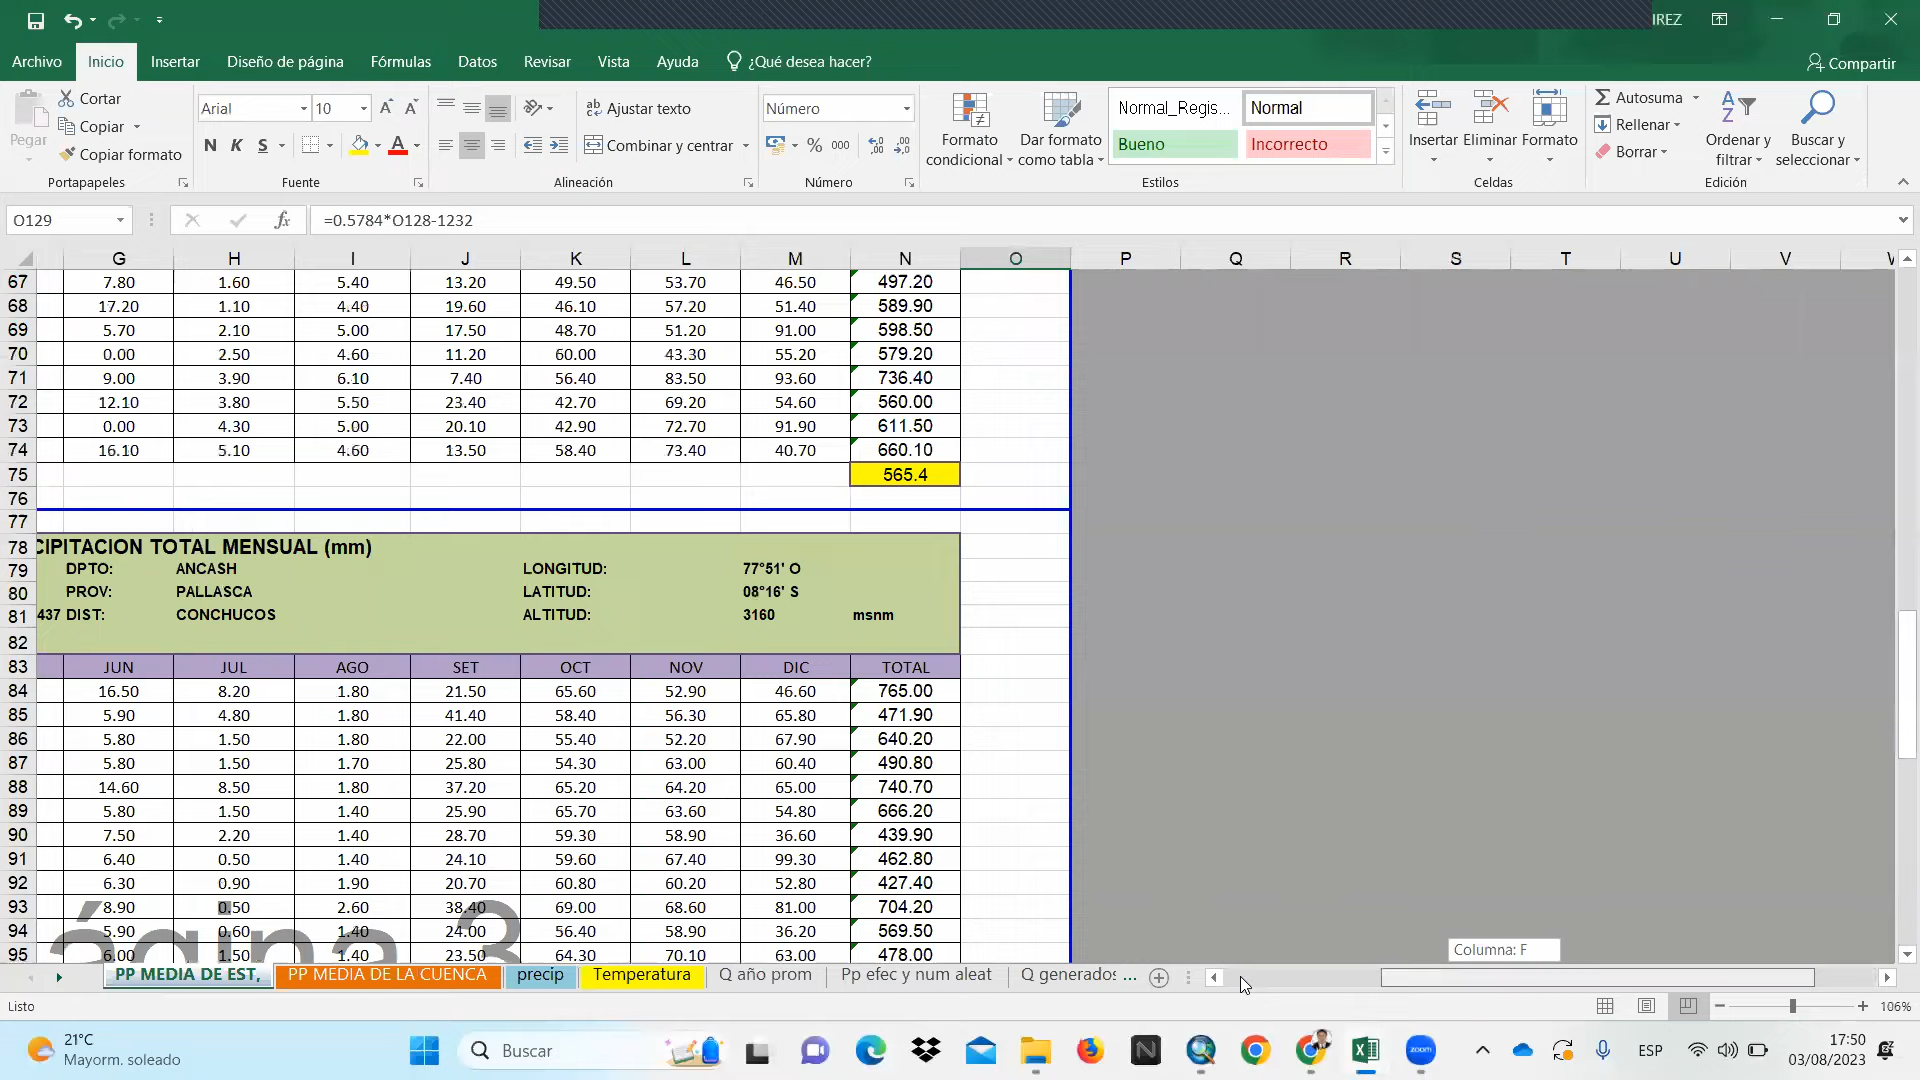 IREZ
Archivo Inicio Insertar Diseño de página Fórmulas Datos Revisar Vista Ayuda ¿Qué desea hacer? Compartir
Pegar Cortar Copiar Copiar formato Portapapeles
Arial 10 N K S Fuente
Ajustar texto Combinar y centrar Alineación
Número % 000 Número
Formato condicional Dar formato como tabla Normal_Regis... Normal Bueno Incorrecto Estilos
Insertar Eliminar Formato Celdas
Autosuma Rellenar Borrar Ordenar y filtrar Buscar y seleccionar Edición
O129 fx =0.5784*O128-1232
G H I J K L M N O P Q R S T U V
67 7.80 1.60 5.40 13.20 49.50 53.70 46.50 497.20
68 17.20 1.10 4.40 19.60 46.10 57.20 51.40 589.90
69 5.70 2.10 5.00 17.50 48.70 51.20 91.00 598.50
70 0.00 2.50 4.60 11.20 60.00 43.30 55.20 579.20
71 9.00 3.90 6.10 7.40 56.40 83.50 93.60 736.40
72 12.10 3.80 5.50 23.40 42.70 69.20 54.60 560.00
73 0.00 4.30 5.00 20.10 42.90 72.70 91.90 611.50
74 16.10 5.10 4.60 13.50 58.40 73.40 40.70 660.10
75 565.4
76
77
78 CIPITACION TOTAL MENSUAL (mm)
79 DPTO: ANCASH LONGITUD: 77°51' O
80 PROV: PALLASCA LATITUD: 08°16' S
81 437 DIST: CONCHUCOS ALTITUD: 3160 msnm
82
83 JUN JUL AGO SET OCT NOV DIC TOTAL
84 16.50 8.20 1.80 21.50 65.60 52.90 46.60 765.00
85 5.90 4.80 1.80 41.40 58.40 56.30 65.80 471.90
86 5.80 1.50 1.80 22.00 55.40 52.20 67.90 640.20
87 5.80 1.50 1.70 25.80 54.30 63.00 60.40 490.80
88 14.60 8.50 1.80 37.20 65.20 64.20 65.00 740.70
89 5.80 1.50 1.40 25.90 65.70 63.60 54.80 666.20
90 7.50 2.20 1.40 28.70 59.30 58.90 36.60 439.90
91 6.40 0.50 1.40 24.10 59.60 67.40 99.30 462.80
92 6.30 0.90 1.90 20.70 60.80 60.20 52.80 427.40
93 8.90 0.50 2.60 38.40 69.00 68.60 81.00 704.20
94 5.90 0.60 1.40 24.00 56.40 58.90 36.20 569.50
95 6.00 1.50 1.40 23.50 64.30 70.10 63.00 478.00
ágina 3
Columna: F
PP MEDIA DE EST, PP MEDIA DE LA CUENCA precip Temperatura Q año prom Pp efec y num aleat Q generados ...
Listo 106%
21°C
Mayorm. soleado
Buscar
zoom
ESP
17:50
03/08/2023